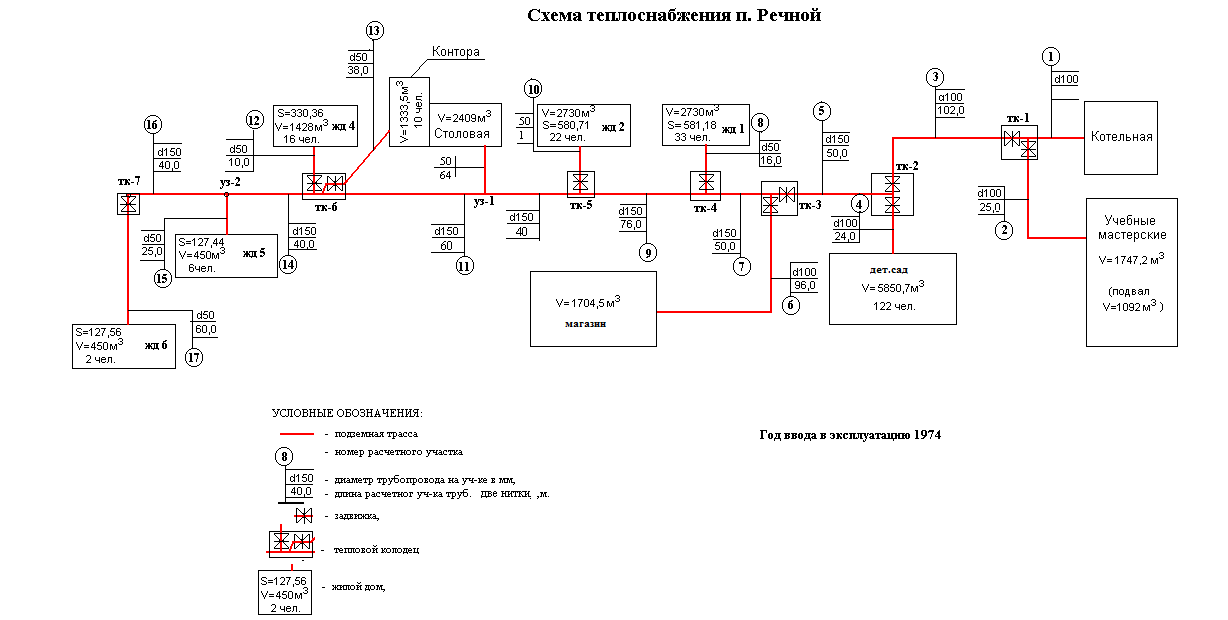 Схема теплоснабжения п. Речной
13
d50
38,0
Контора
V=1333,5м3
10 чел.
V=2409м3
Столовая
50
64
уз-1
12
d50
10,0
S=330,36
V=1428м3 жд 4
16 чел.
тк-6
16
d150
40,0
тк-7
уз-2
10
50
1
V=2730м3
S=580,71 жд 2
22 чел.
тк-5
V=2730м3
S= 581,18 жд 1
33 чел.
8
d50
16,0
тк-4
5
d150
50,0
тк-3
3
d100
102,0
1
d100
тк-1
Котельная
тк-2
4
d100
24,0
d100
25,0
2
Учебные
мастерские
V=1747,2 м3
(подвал
V=1092м3 )
дет.сад
V= 5850,7м3
122 чел.
d100
96,0
6
V=1704,5м3
магазин
d150
50,0
7
d150
76,0
9
d150
40
d150
60
11
d150
40,0
14
S=127,44
V=450м3 жд 5
6чел.
d50
25,0
15
d50
60,0
17
S=127,56
V=450м3 жд 6
2 чел.
УСЛОВНЫЕ ОБОЗНАЧЕНИЯ:
- подземная трасса
- номер расчетного участка
8
d150
40,0
- диаметр трубопровода на уч-ке в мм,
- длина расчетног уч-ка труб. две нитки, ,м.
- задвижка,
- тепловой колодец
S=127,56
V=450м3
2 чел.
- жилой дом,
Год ввода в эксплуатацию 1974